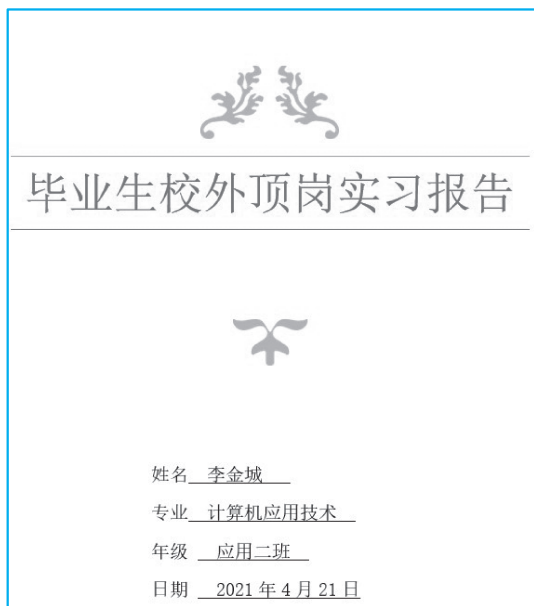 毕业生校外顶岗实习报告
姓名 李金城
专业 计算机应用技术
年级 应用二班
日期 2021 年 4 月 21 日